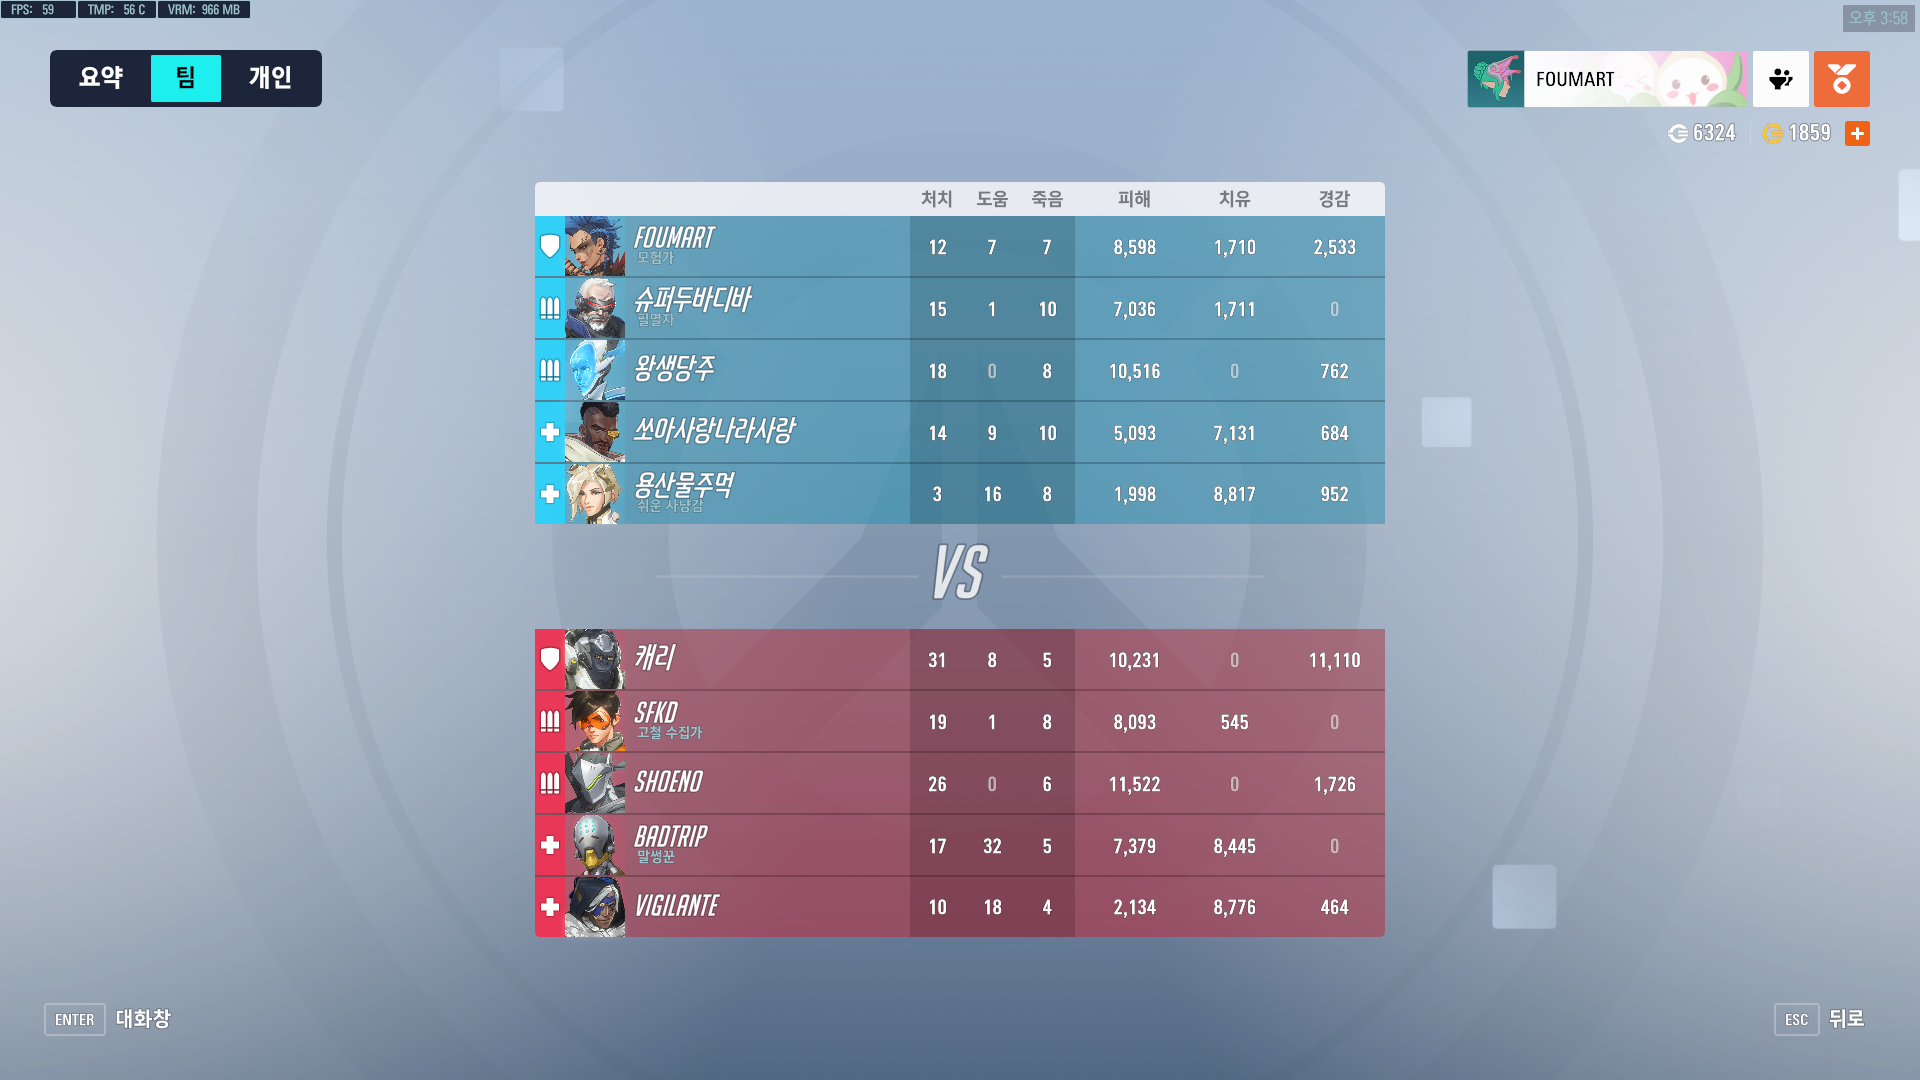 FPS: 59 TMP: 56 C VRM: 966 MB
오후 3:58
요약 팀 개인
FOUMART
6324 1859
처치 도움 죽음 피해 치유 경감
FOUMART
모험가
12 7 7 8,598 1,710 2,533
슈퍼두바디바
필멸자
15 1 10 7,036 1,711 0
왕생당주
18 0 8 10,516 0 762
쏘아사랑나라사랑
14 9 10 5,093 7,131 684
용산물주먹
쉬운 사냥감
3 16 8 1,998 8,817 952
VS
캐리
31 8 5 10,231 0 11,110
SFKD
고철 수집가
19 1 8 8,093 545 0
SHOENO
26 0 6 11,522 0 1,726
BADTRIP
말썽꾼
17 32 5 7,379 8,445 0
VIGILANTE
10 18 4 2,134 8,776 464
ENTER 대화창
ESC 뒤로